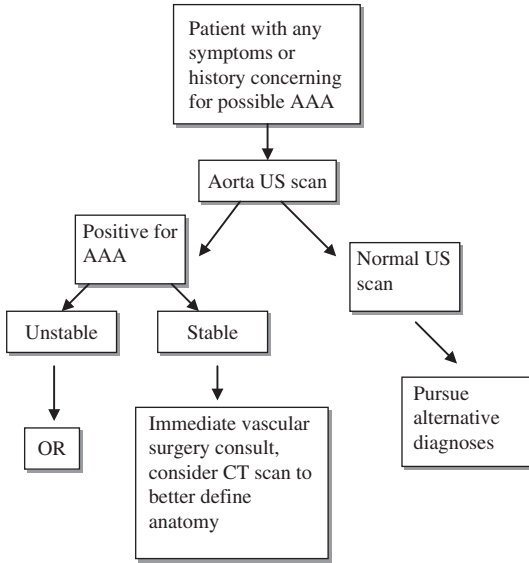 Patient with any
symptoms or
history concerning
for possible AAA
Aorta US scan
Positive for
AAA
Normal US
scan
Unstable
Stable
Pursue
alternative
diagnoses
OR
Immediate vascular
surgery consult,
consider CT scan to
better define
anatomy